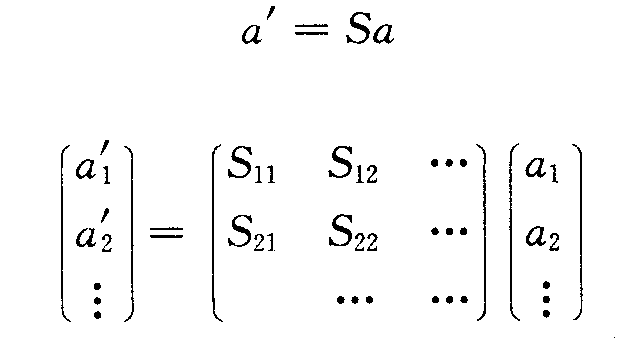 a′ = Sa
a′₁ S₁₁ S₁₂ ⋯ a₁
a′₂ = S₂₁ S₂₂ ⋯ a₂
⋮ ⋯ ⋯ ⋮